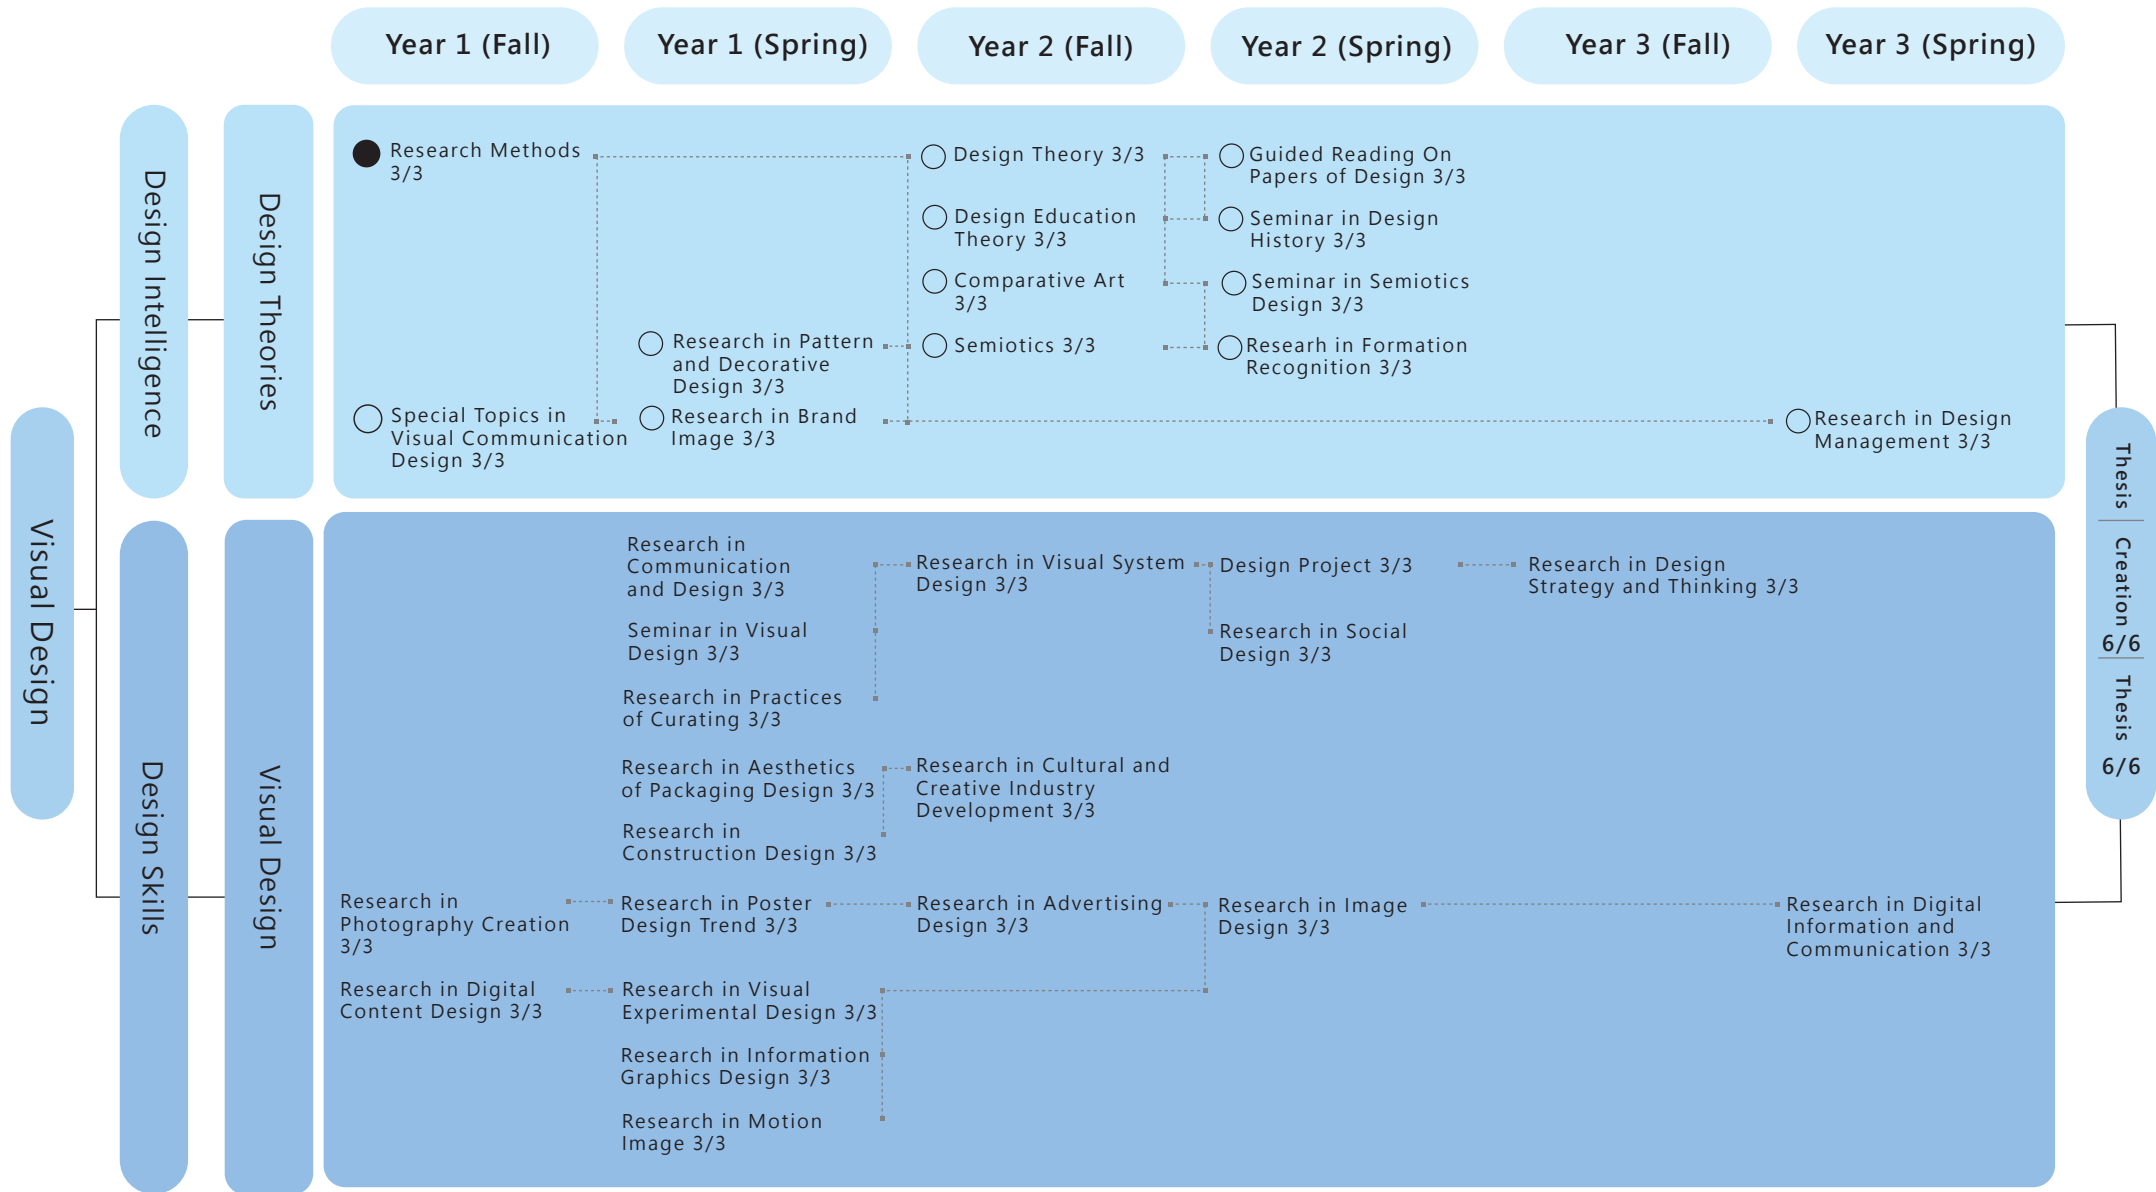 Year 1 (Fall)
Year 1 (Spring)
Year 2 (Fall)
Year 2 (Spring)
Year 3 (Fall)
Year 3 (Spring)
Visual Design
Design Intelligence
Design Theories
Research Methods
3/3
Special Topics in
Visual Communication
Design 3/3
Research in Pattern
and Decorative
Design 3/3
Research in Brand
Image 3/3
Design Theory 3/3
Design Education
Theory 3/3
Comparative Art
3/3
Semiotics 3/3
Guided Reading On
Papers of Design 3/3
Seminar in Design
History 3/3
Seminar in Semiotics
Design 3/3
Researh in Formation
Recognition 3/3
Research in Design
Management 3/3
Design Skills
Visual Design
Research in
Photography Creation
3/3
Research in Digital
Content Design 3/3
Research in
Communication
and Design 3/3
Seminar in Visual
Design 3/3
Research in Practices
of Curating 3/3
Research in Aesthetics
of Packaging Design 3/3
Research in
Construction Design 3/3
Research in Poster
Design Trend 3/3
Research in Visual
Experimental Design 3/3
Research in Information
Graphics Design 3/3
Research in Motion
Image 3/3
Research in Visual System
Design 3/3
Research in Cultural and
Creative Industry
Development 3/3
Research in Advertising
Design 3/3
Design Project 3/3
Research in Social
Design 3/3
Research in Image
Design 3/3
Research in Design
Strategy and Thinking 3/3
Research in Digital
Information and
Communication 3/3
Thesis
Creation
6/6
Thesis
6/6